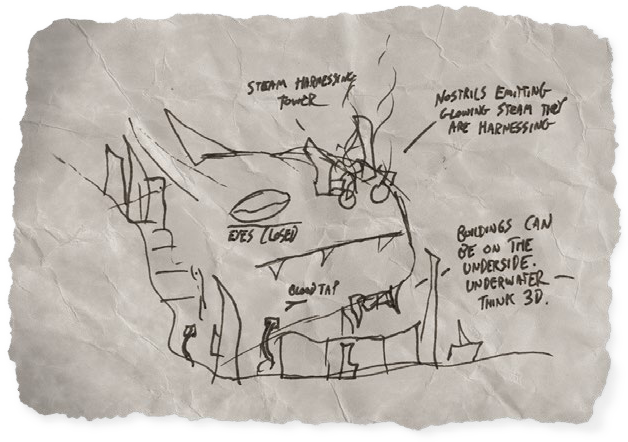 STEAM HARNESSING
TOWER
NOSTRILS EMITTING
GLOWING STEAM THEY
ARE HARNESSING
EYES CLOSED
BLOOD TAP
BUILDINGS CAN
BE ON THE
UNDERSIDE.
UNDERWATER —
THINK 3D.